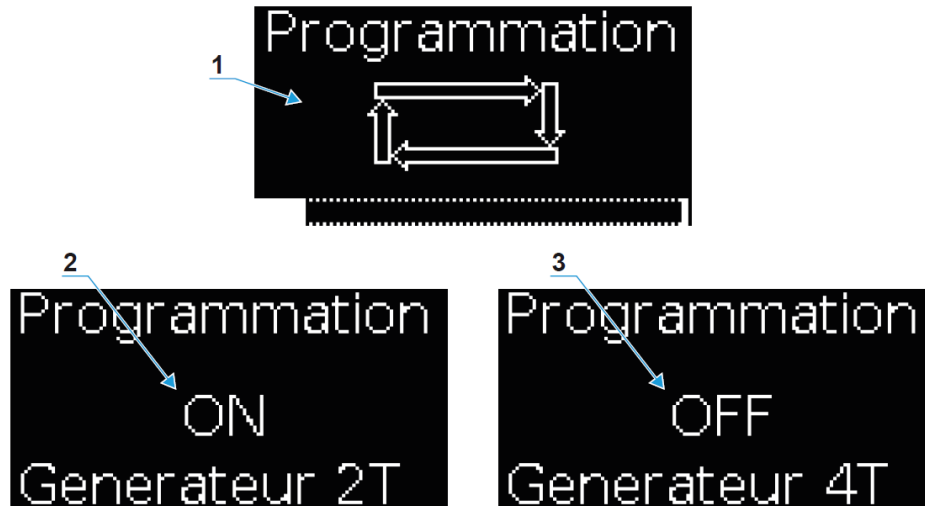 Programmation
1
2
Programmation
ON
Generateur 2T
3
Programmation
OFF
Generateur 4T